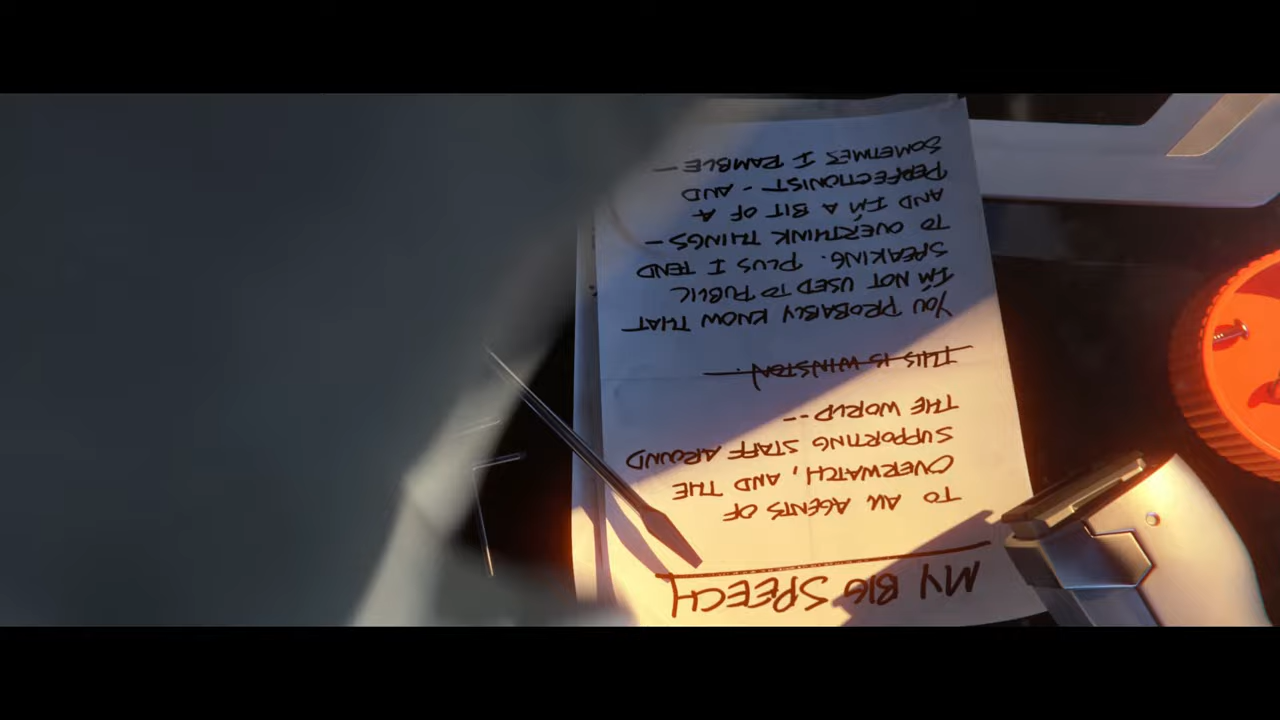 MY BIG SPEECH
TO ALL AGENTS OF
OVERWATCH, AND THE
SUPPORTING STAFF AROUND
THE WORLD--
THIS IS WINSTON.
YOU PROBABLY KNOW THAT
I'M NOT USED TO PUBLIC
SPEAKING. PLUS I TEND
TO OVERTHINK THINGS—
AND I'M A BIT OF A
PERFECTIONIST - AND
SOMETIMES I RAMBLE—